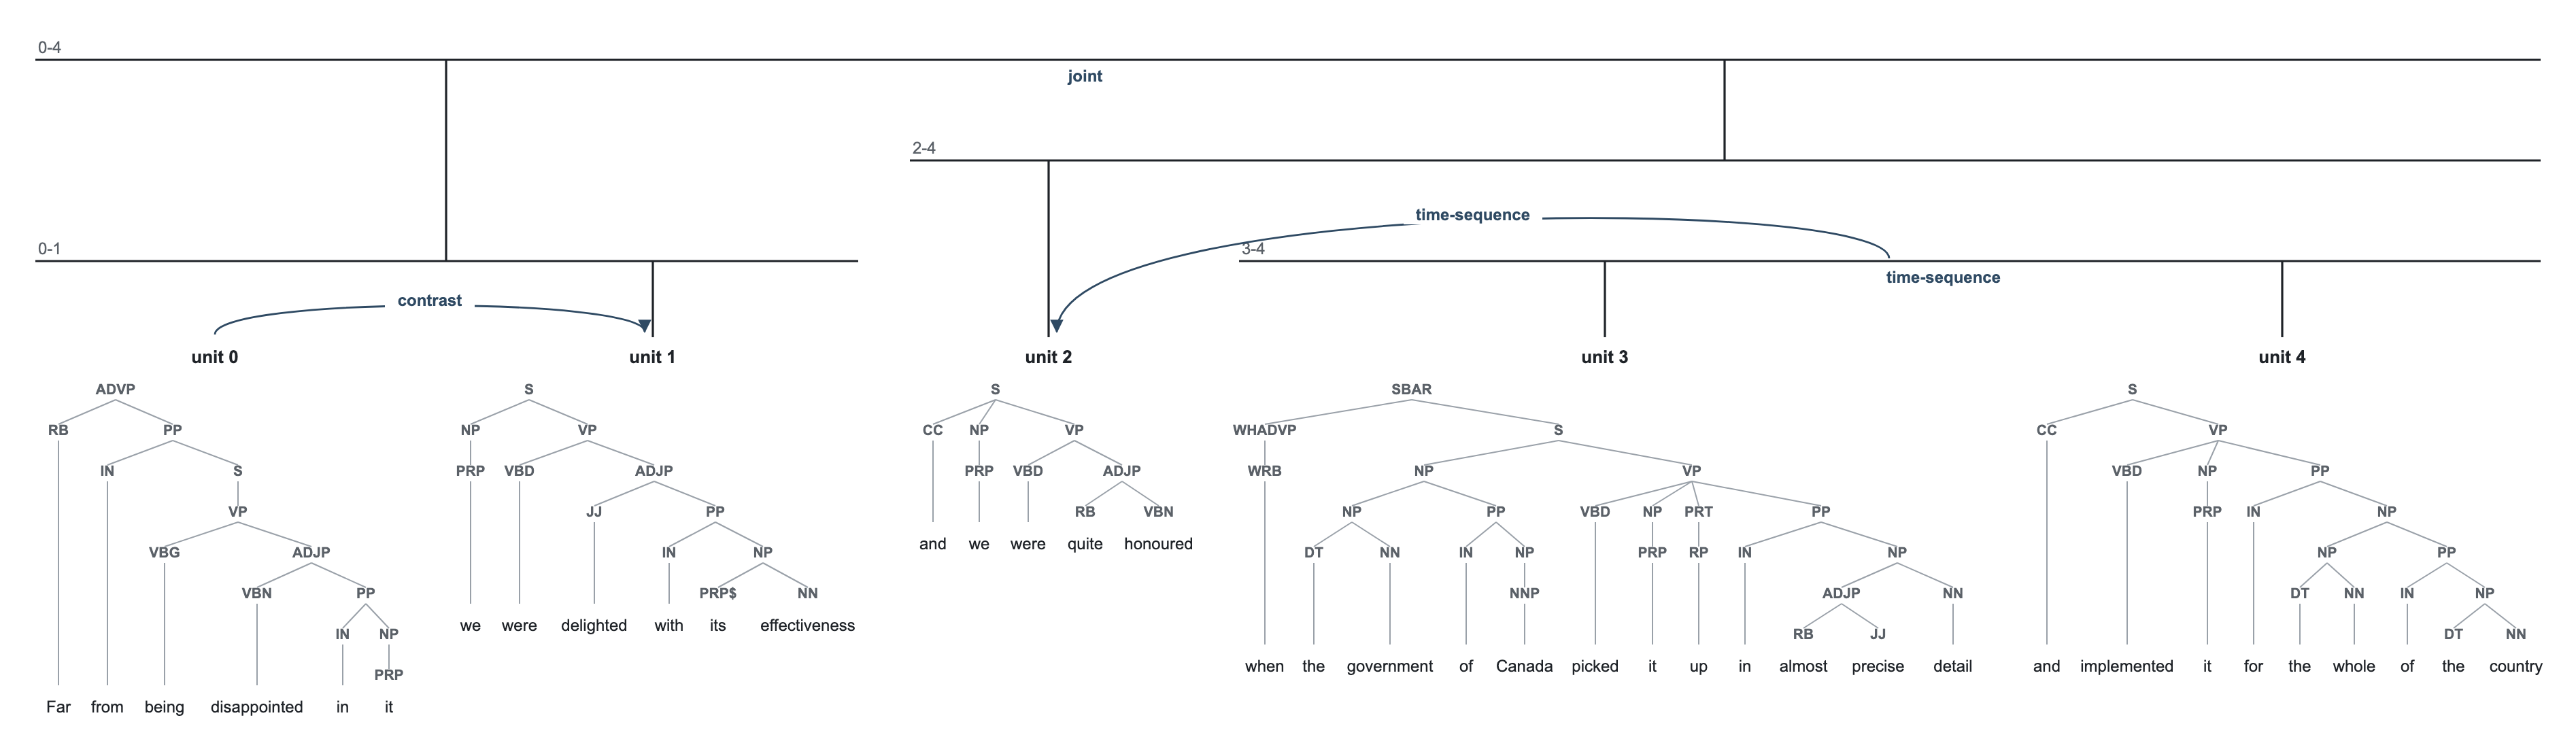 0-4
joint
2-4
time-sequence
0-1
3-4
time-sequence
contrast
unit 0 unit 1 unit 2 unit 3 unit 4
ADVP S S SBAR S
RB PP NP VP CC NP VP WHADVP S CC VP
IN S PRP VBD ADJP PRP VBD ADJP WRB NP VP VBD NP PP
VP JJ PP RB VBN NP PP VBD NP PRT PP PRP IN NP
and we were quite honoured
VBG ADJP IN NP DT NN IN NP PRP RP IN NP NP PP
VBN PP PRP$ NN NNP ADJP NN DT NN IN NP
we were delighted with its effectiveness
IN NP RB JJ DT NN
when the government of Canada picked it up in almost precise detail and implemented it for the whole of the country
PRP
Far from being disappointed in it